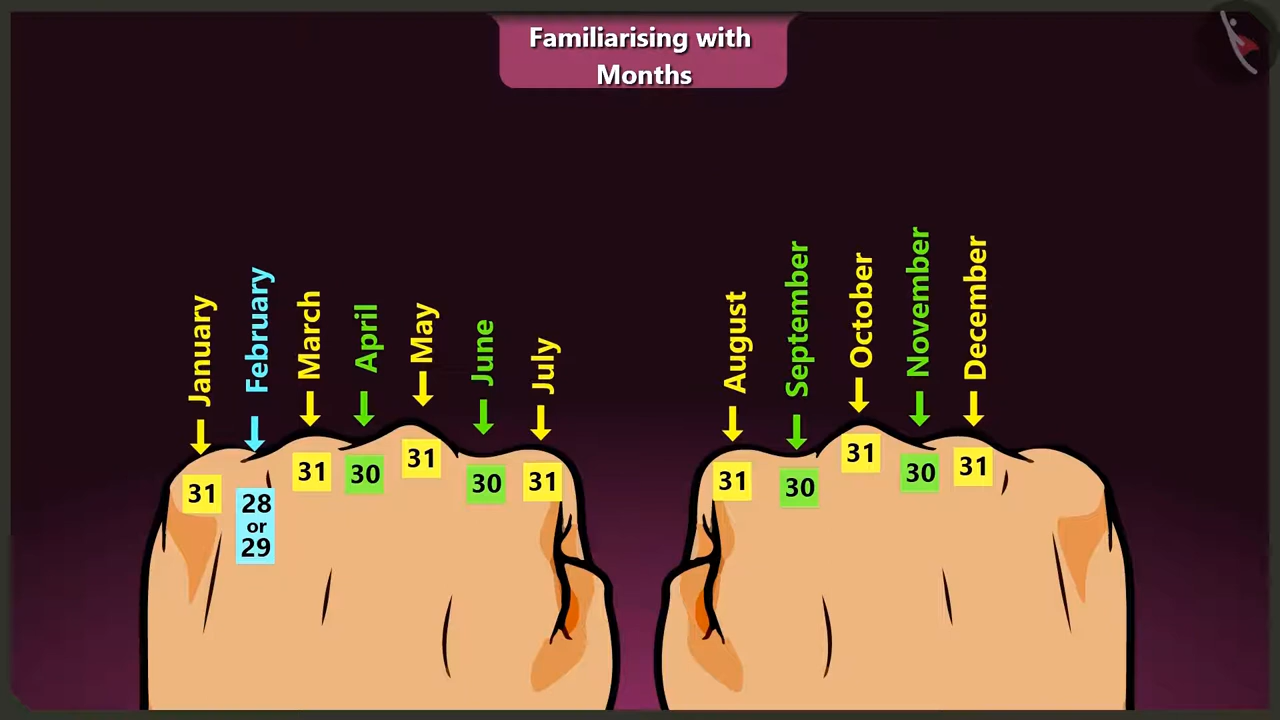 Familiarising with
Months
January
February
March
April
May
June
July
August
September
October
November
December
31
28
or
29
31
30
31
30
31
31
30
31
30
31